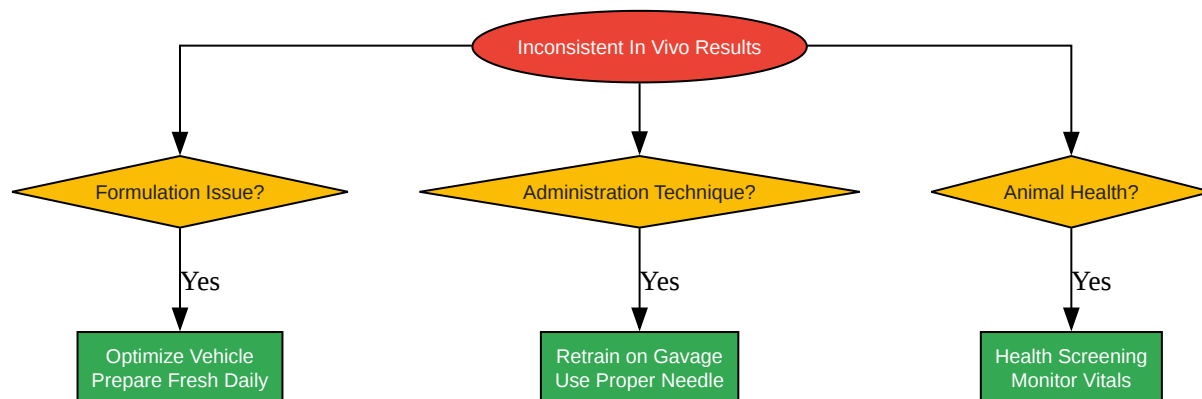 Inconsistent In Vivo Results
Formulation Issue?
Administration Technique?
Animal Health?
Yes
Yes
Yes
Optimize Vehicle
Prepare Fresh Daily
Retrain on Gavage
Use Proper Needle
Health Screening
Monitor Vitals